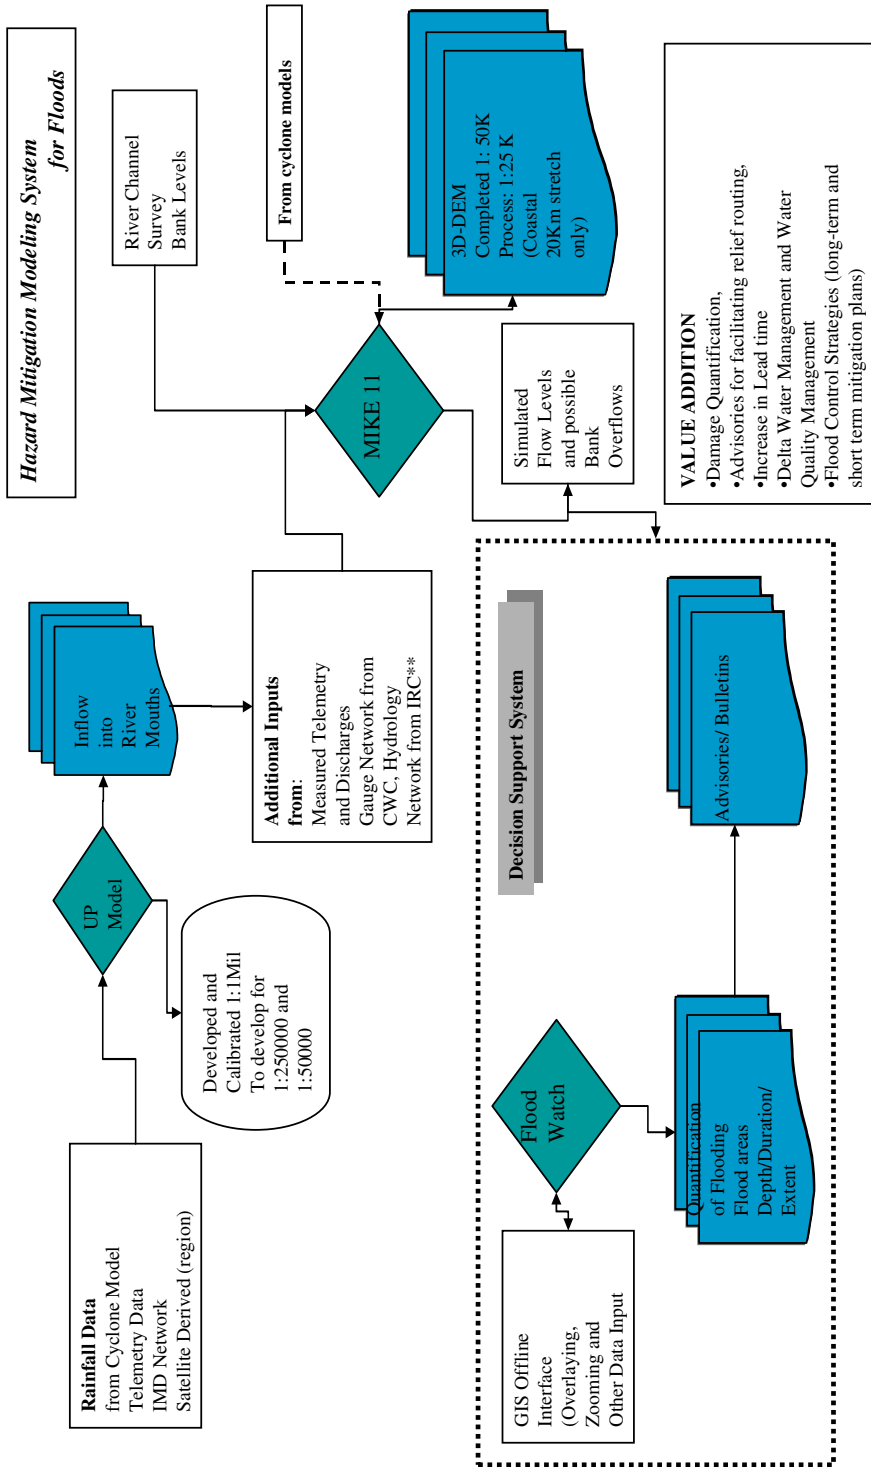 Hazard Mitigation Modeling System
for Floods
Rainfall Data
from Cyclone Model
Telemetry Data
IMD Network
Satellite Derived (region)
UP
Model
Developed and
Calibrated 1:1Mil
To develop for
1:250000 and
1:50000
Inflow
into
River
Mouths
Additional Inputs
from:
Measured Telemetry
and Discharges
Gauge Network from
CWC, Hydrology
Network from IRC**
River Channel
Survey
Bank Levels
From cyclone models
MIKE 11
3D-DEM
Completed 1: 50K
Process: 1:25 K
(Coastal
20Km stretch
only)
Simulated
Flow Levels
and possible
Bank
Overflows
Decision Support System
GIS Offline
Interface
(Overlaying,
Zooming and
Other Data Input
Flood
Watch
Quantification
of Flooding
Flood areas
Depth/Duration/
Extent
Advisories/ Bulletins
VALUE ADDITION
•Damage Quantification,
•Advisories for facilitating relief routing,
•Increase in Lead time
•Delta Water Management and Water
Quality Management
•Flood Control Strategies (long-term and
short term mitigation plans)